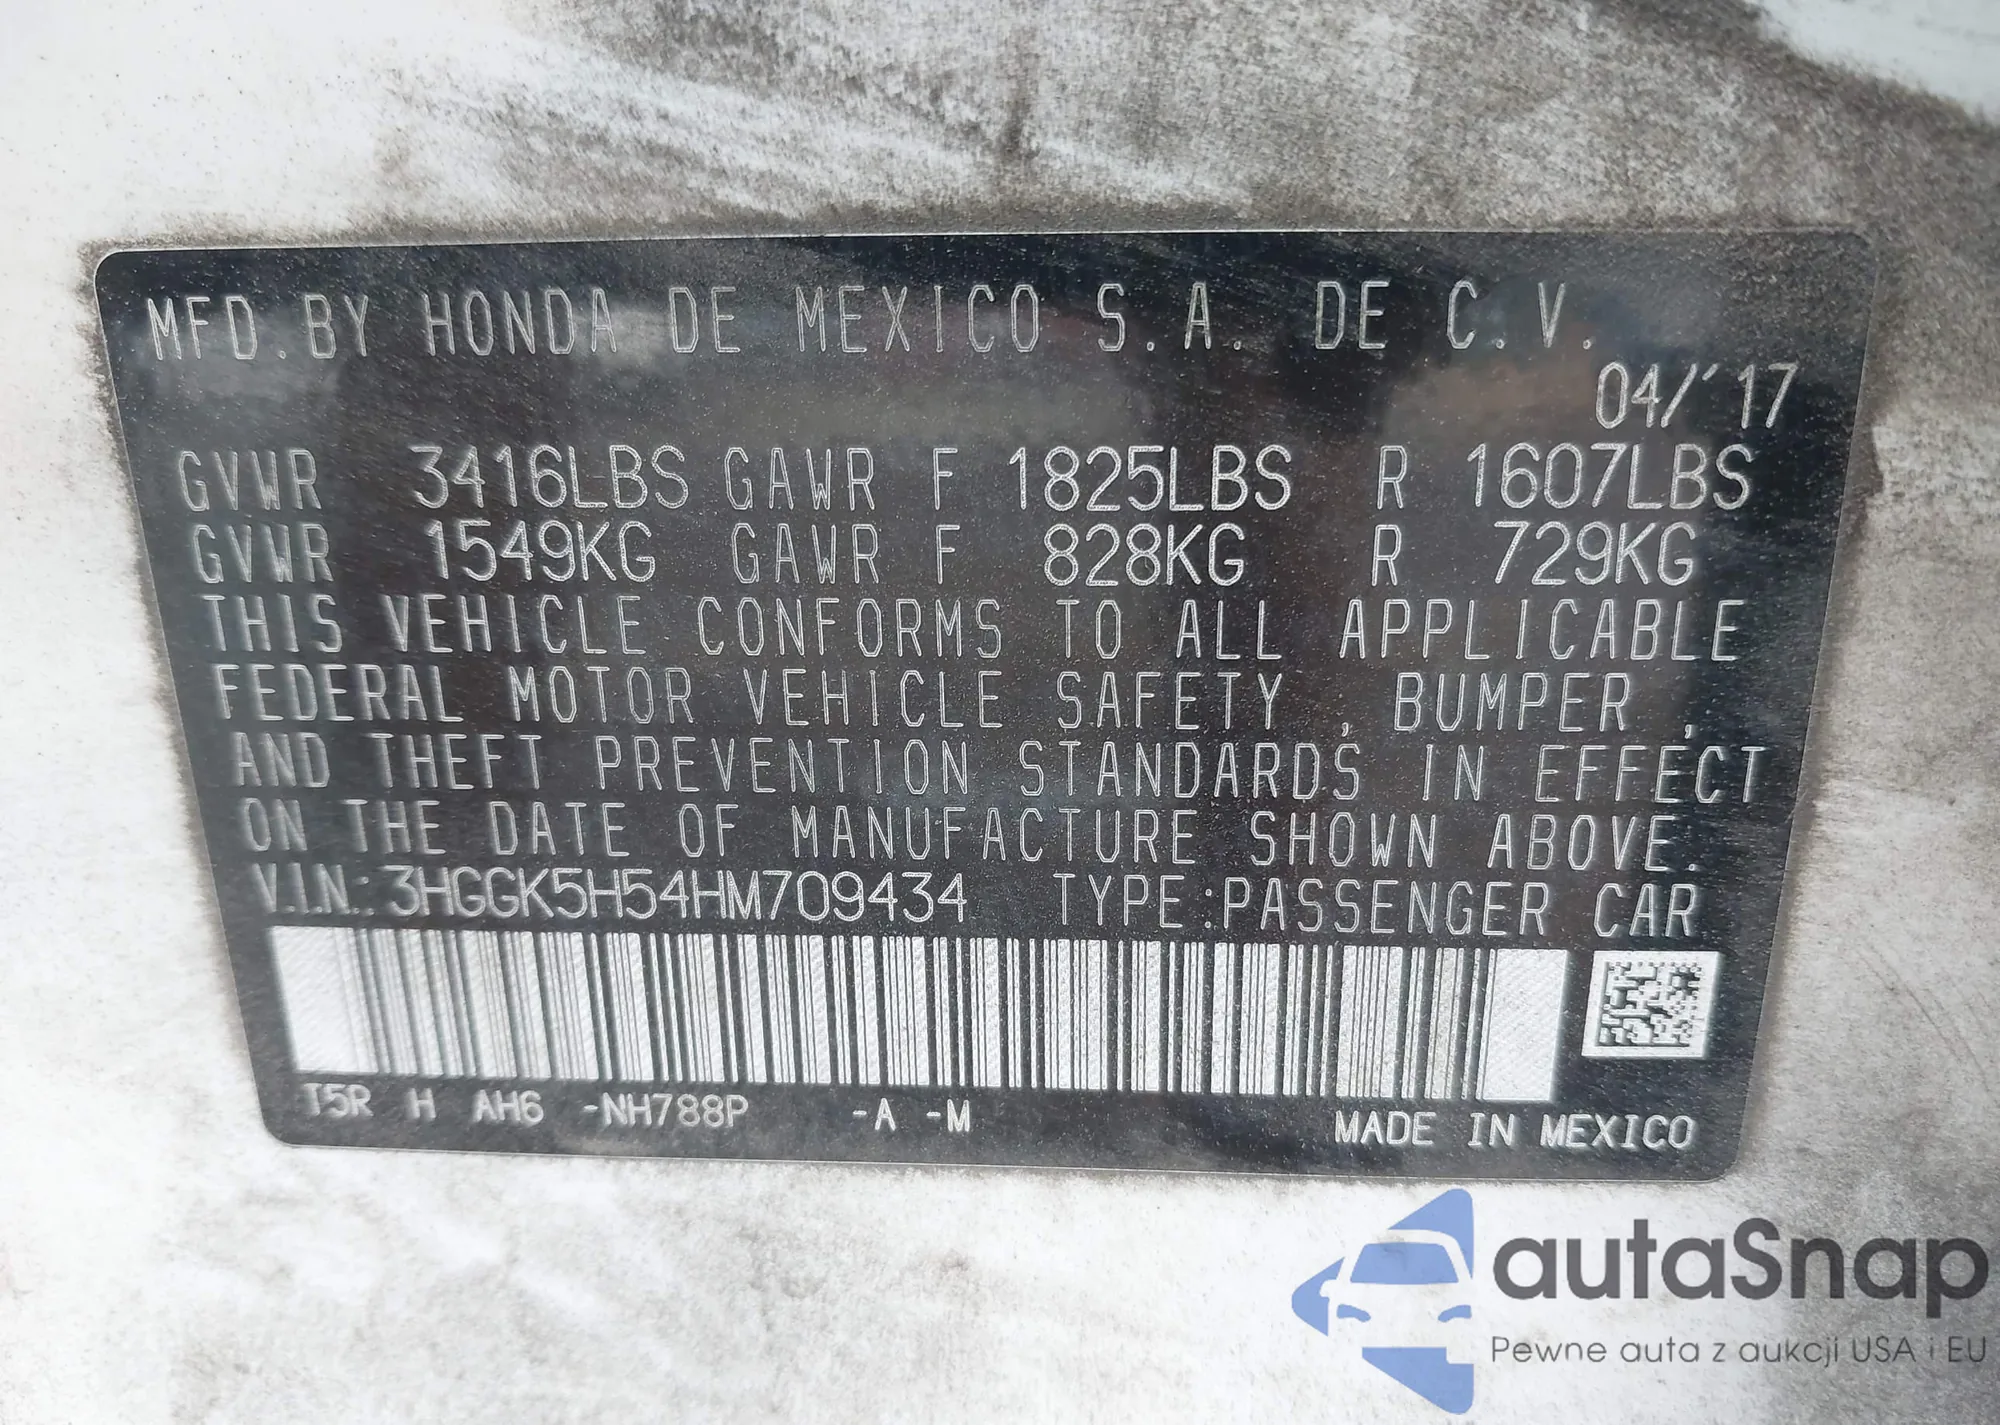 MFD. BY HONDA DE MEXICO S.A. DE C.V.
04/'17
GVWR 3416LBS GAWR F 1825LBS R 1607LBS
GVWR 1549KG GAWR F 828KG R 729KG
THIS VEHICLE CONFORMS TO ALL APPLICABLE
FEDERAL MOTOR VEHICLE SAFETY , BUMPER ,
AND THEFT PREVENTION STANDARDS IN EFFECT
ON THE DATE OF MANUFACTURE SHOWN ABOVE.
V.I.N.: 3HGGK5H54HM709434 TYPE:PASSENGER CAR
T5R H AH6 -NH788P -A -M MADE IN MEXICO
autaSnap
Pewne auta z aukcji USA i EU